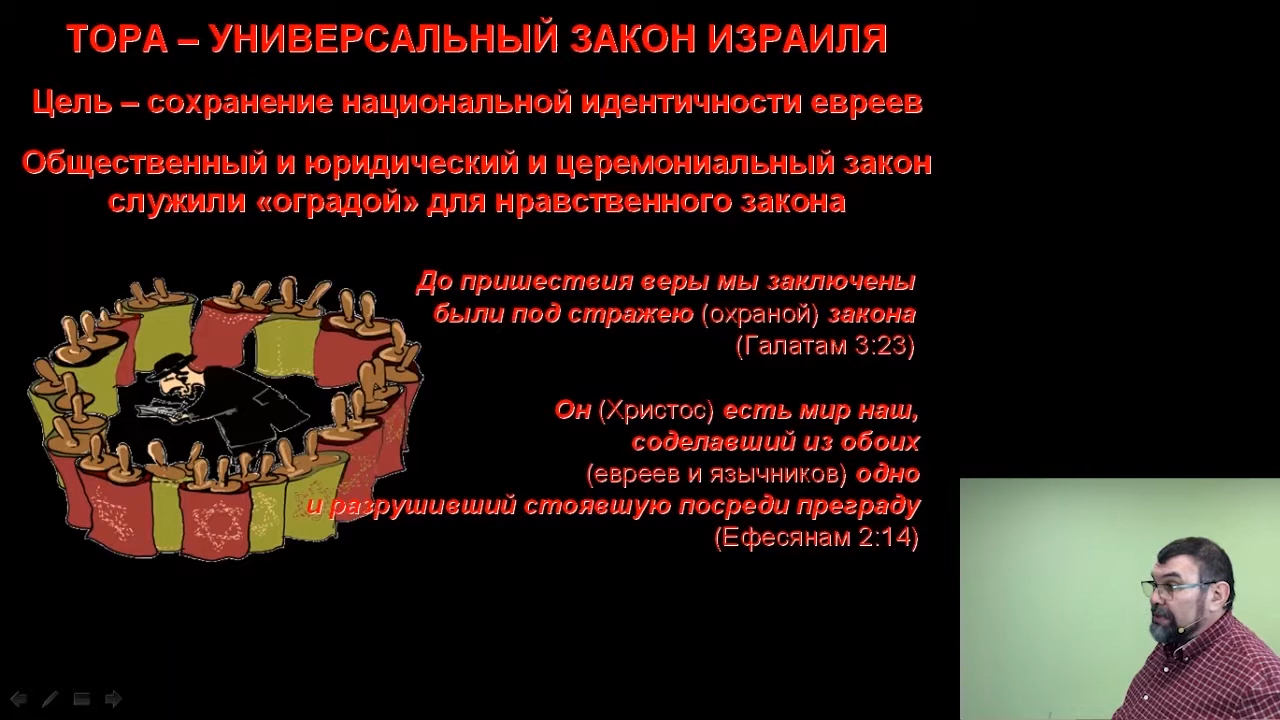 ТОРА – УНИВЕРСАЛЬНЫЙ ЗАКОН ИЗРАИЛЯ
Цель – сохранение национальной идентичности евреев
Общественный и юридический и церемониальный закон
служили «оградой» для нравственного закона
До пришествия веры мы заключены
были под стражею (охраной) закона
(Галатам 3:23)
Он (Христос) есть мир наш,
соделавший из обоих
(евреев и язычников) одно
и разрушивший стоявшую посреди преграду
(Ефесянам 2:14)